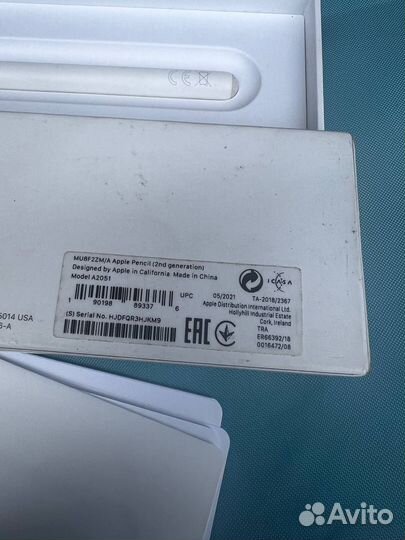 MU8F2ZM/A Apple Pencil (2nd generation)
Designed by Apple in California. Made in China
Model A2051
1 90198 89337 6
UPC
(S) Serial No. HJDFQR3HJKM9
05/2021
TA-2018/2367
Apple Distribution International Ltd.
Hollyhill Industrial Estate
Cork, Ireland
TRA
ER66392/18
0016472/08
ICASA
EAC
5014 USA
-A
CE
Avito